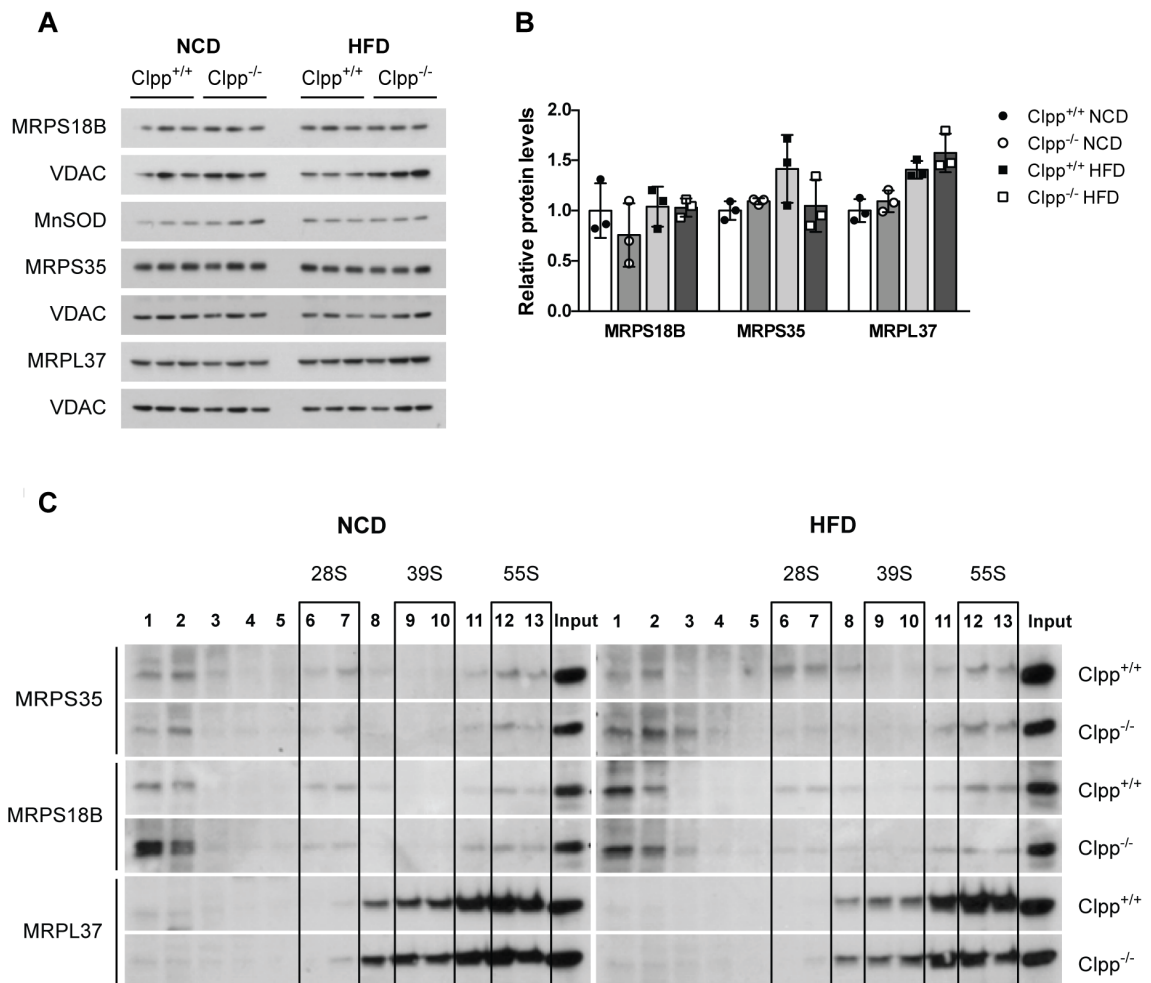 A
NCD HFD
Clpp+/+ Clpp-/- Clpp+/+ Clpp-/-
MRPS18B
VDAC
MnSOD
MRPS35
VDAC
MRPL37
VDAC
B
Relative protein levels
2.0
1.5
1.0
0.5
0.0
MRPS18B MRPS35 MRPL37
Clpp+/+ NCD
Clpp-/- NCD
Clpp+/+ HFD
Clpp-/- HFD
C
NCD HFD
28S 39S 55S 28S 39S 55S
1 2 3 4 5 6 7 8 9 10 11 12 13 Input 1 2 3 4 5 6 7 8 9 10 11 12 13 Input
MRPS35
Clpp+/+
Clpp-/-
MRPS18B
Clpp+/+
Clpp-/-
MRPL37
Clpp+/+
Clpp-/-